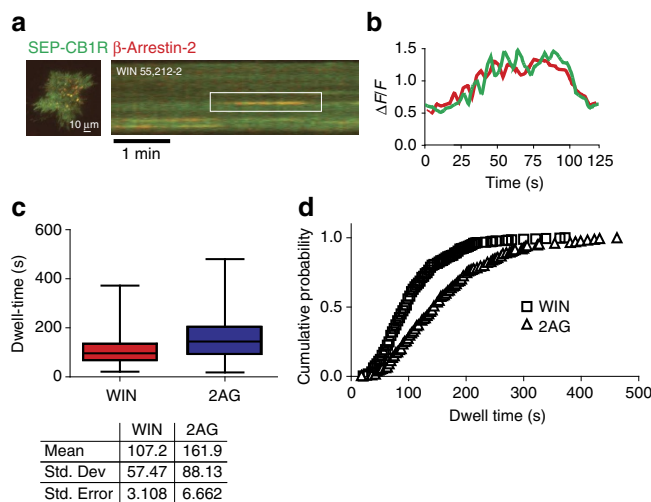 a
SEP-CB1R β-Arrestin-2
WIN 55,212-2
10 μm
1 min
b
ΔF/F
1.5
1.0
0.5
0.0
0 25 50 75 100 125
Time (s)
c
Dwell-time (s)
600
400
200
0
WIN 2AG
WIN 2AG
Mean 107.2 161.9
Std. Dev 57.47 88.13
Std. Error 3.108 6.662
d
Cumulative probability
1.0
0.5
0.0
WIN
2AG
0 100 200 300 400 500
Dwell time (s)